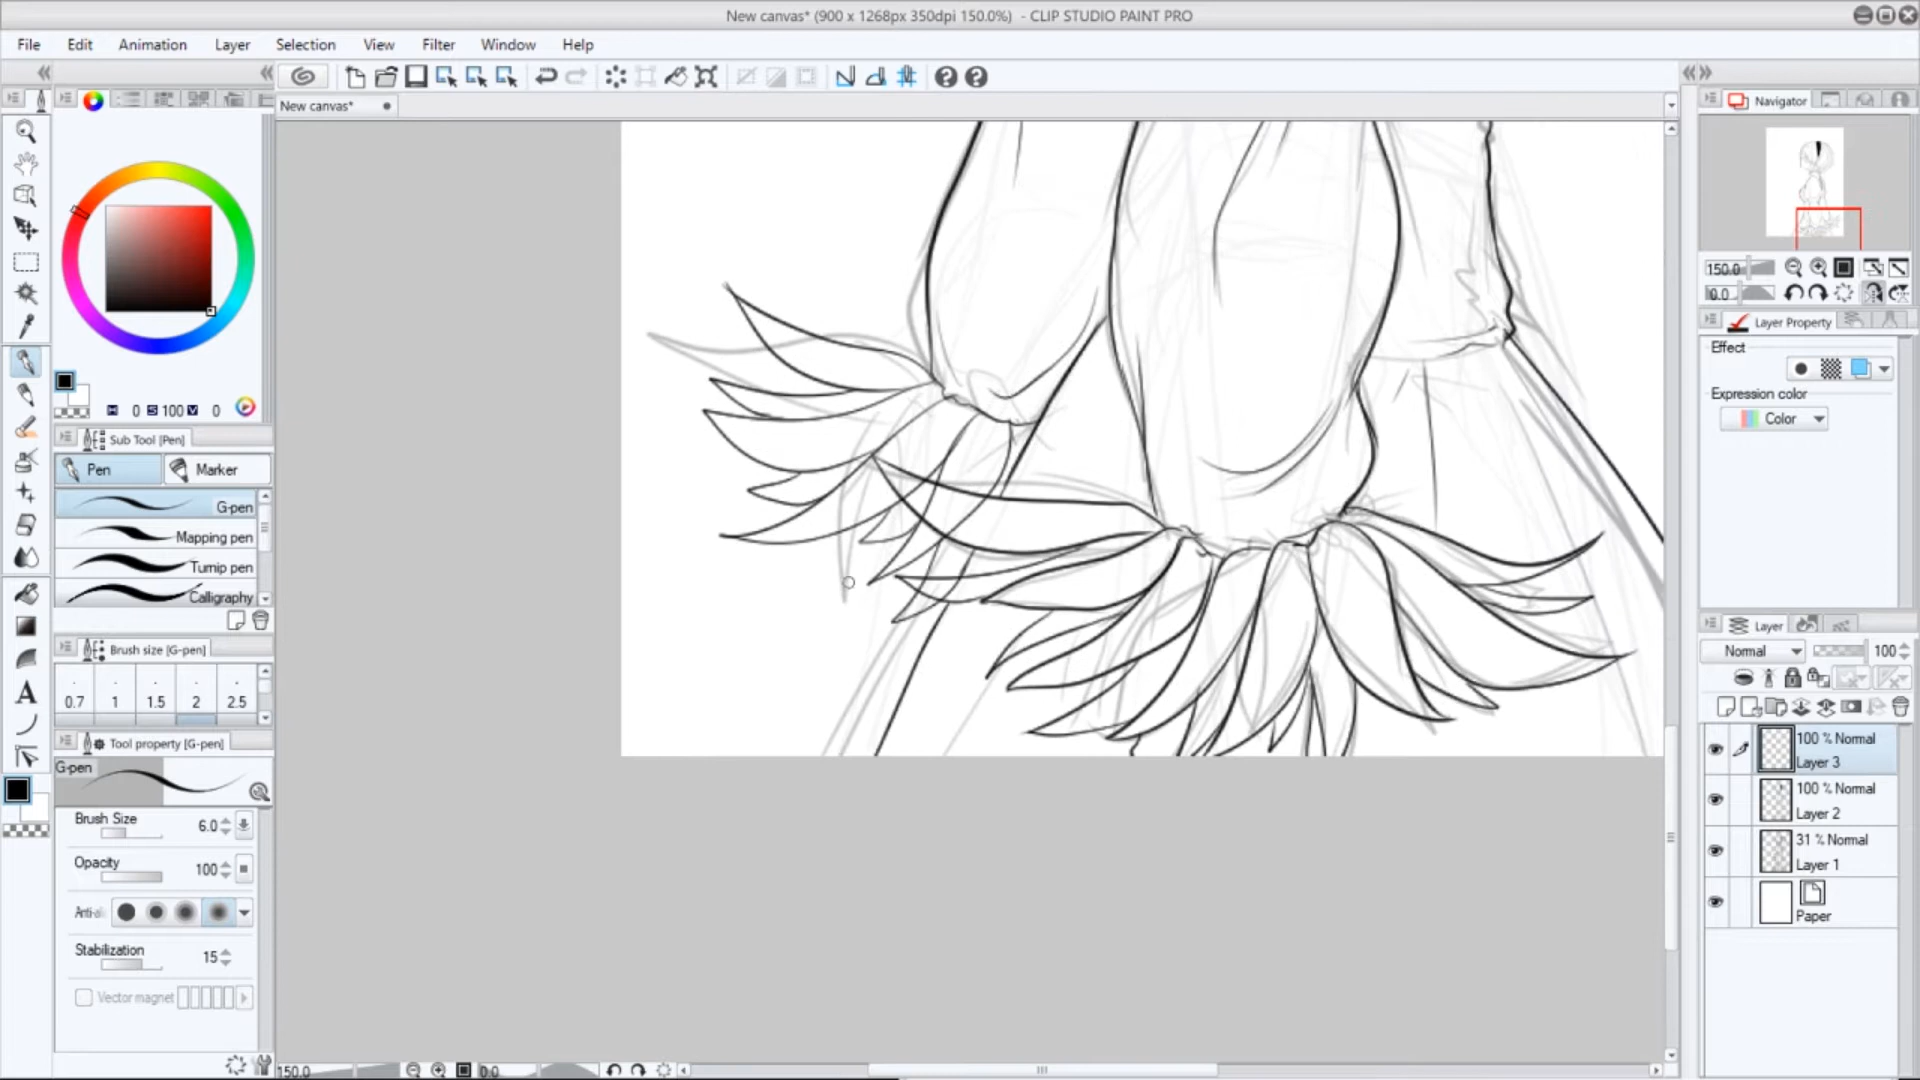 New canvas* (900 x 1268px 350dpi 150.0%) - CLIP STUDIO PAINT PRO
File Edit Animation Layer Selection View Filter Window Help
New canvas*
Navigator
150.0
0.0
Layer Property
Effect
Expression color
Color
H 0 S 100 V 0
Sub Tool [Pen]
Pen Marker
G-pen
Mapping pen
Turnip pen
Calligraphy
Brush size [G-pen]
0.7 1 1.5 2 2.5
Tool property [G-pen]
G-pen
Brush Size 6.0
Opacity 100
Anti-a
Stabilization 15
Vector magnet
Layer
Normal 100
100 % Normal
Layer 3
100 % Normal
Layer 2
31 % Normal
Layer 1
Paper
150.0 0.0